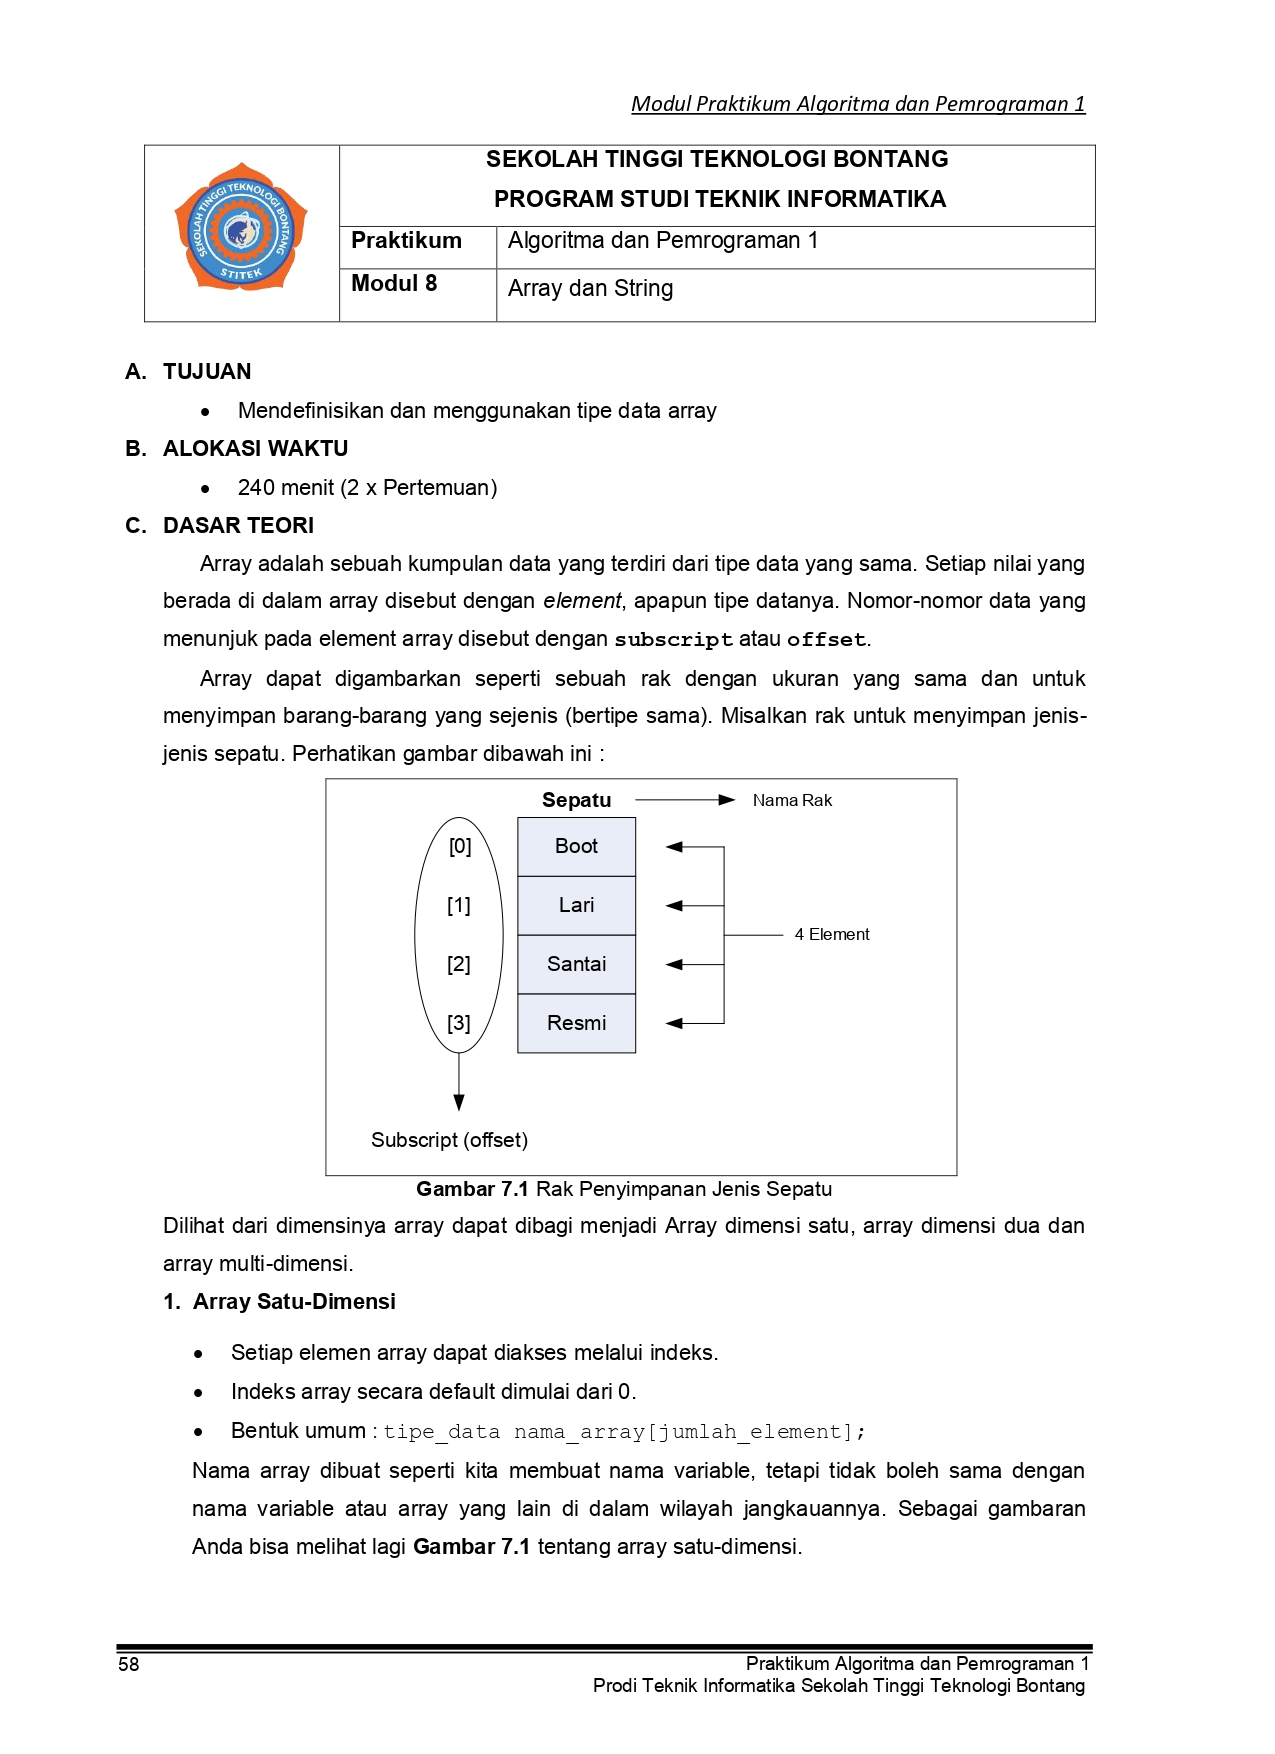 Modul Praktikum Algoritma dan Pemrograman 1
SEKOLAH TINGGI TEKNOLOGI BONTANG
STITEK
SEKOLAH TINGGI TEKNOLOGI BONTANG
PROGRAM STUDI TEKNIK INFORMATIKA
Praktikum
Algoritma dan Pemrograman 1
Modul 8
Array dan String
A. TUJUAN
• Mendefinisikan dan menggunakan tipe data array
B. ALOKASI WAKTU
• 240 menit (2 x Pertemuan)
C. DASAR TEORI
Array adalah sebuah kumpulan data yang terdiri dari tipe data yang sama. Setiap nilai yang
berada di dalam array disebut dengan element, apapun tipe datanya. Nomor-nomor data yang
menunjuk pada element array disebut dengan subscript atau offset.
Array dapat digambarkan seperti sebuah rak dengan ukuran yang sama dan untuk
menyimpan barang-barang yang sejenis (bertipe sama). Misalkan rak untuk menyimpan jenis-
jenis sepatu. Perhatikan gambar dibawah ini :
Sepatu
Nama Rak
[0]
Boot
[1]
Lari
4 Element
[2]
Santai
[3]
Resmi
Subscript (offset)
Gambar 7.1 Rak Penyimpanan Jenis Sepatu
Dilihat dari dimensinya array dapat dibagi menjadi Array dimensi satu, array dimensi dua dan
array multi-dimensi.
1. Array Satu-Dimensi
• Setiap elemen array dapat diakses melalui indeks.
• Indeks array secara default dimulai dari 0.
• Bentuk umum : tipe_data nama_array[jumlah_element];
Nama array dibuat seperti kita membuat nama variable, tetapi tidak boleh sama dengan
nama variable atau array yang lain di dalam wilayah jangkauannya. Sebagai gambaran
Anda bisa melihat lagi Gambar 7.1 tentang array satu-dimensi.
58
Praktikum Algoritma dan Pemrograman 1
Prodi Teknik Informatika Sekolah Tinggi Teknologi Bontang